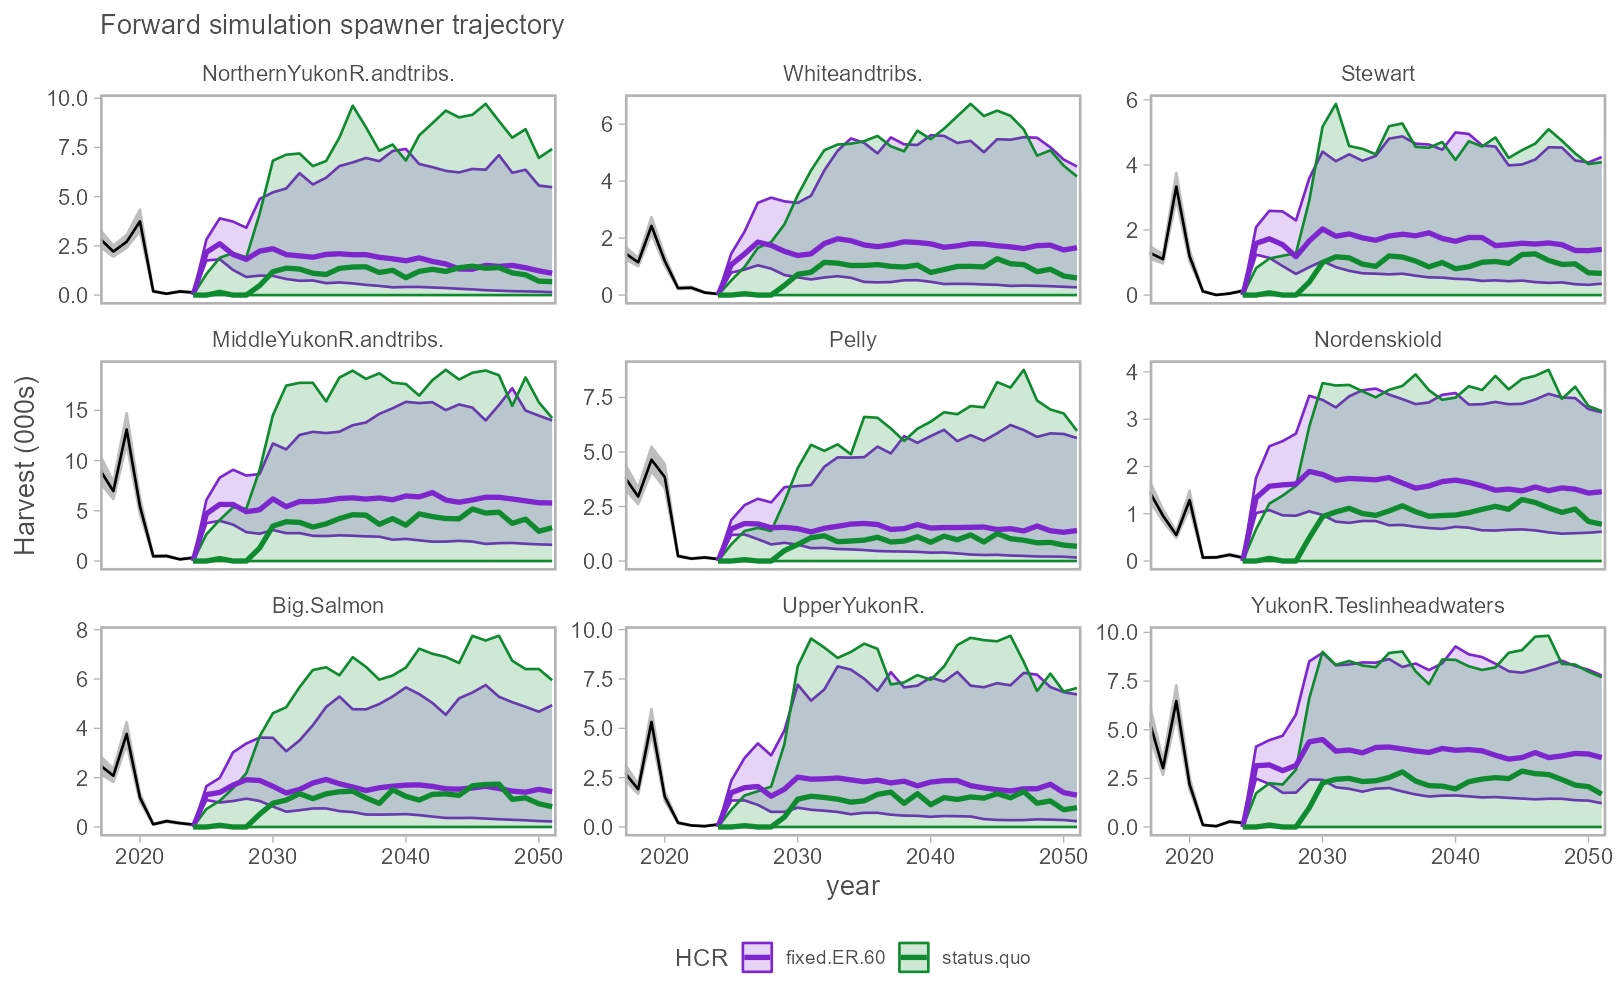 Forward simulation spawner trajectory
NorthernYukonR.andtribs.
Whiteandtribs.
Stewart
10.0
7.5
5.0
2.5
0.0
6
4
2
0
6
4
2
0
MiddleYukonR.andtribs.
Pelly
Nordenskiold
Harvest (000s)
15
10
5
0
7.5
5.0
2.5
0.0
4
3
2
1
0
Big.Salmon
UpperYukonR.
YukonR.Teslinheadwaters
8
6
4
2
0
10.0
7.5
5.0
2.5
0.0
10.0
7.5
5.0
2.5
0.0
2020 2030 2040 2050
2020 2030 2040 2050
2020 2030 2040 2050
year
HCR fixed.ER.60 status.quo